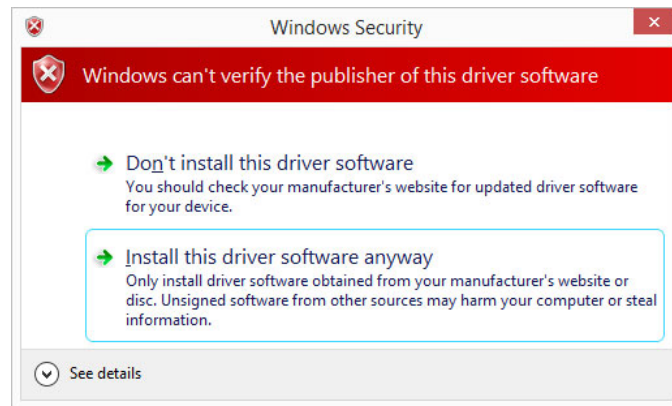 Windows Security
Windows can't verify the publisher of this driver software
Don't install this driver software
You should check your manufacturer's website for updated driver software
for your device.
Install this driver software anyway
Only install driver software obtained from your manufacturer's website or
disc. Unsigned software from other sources may harm your computer or steal
information.
See details